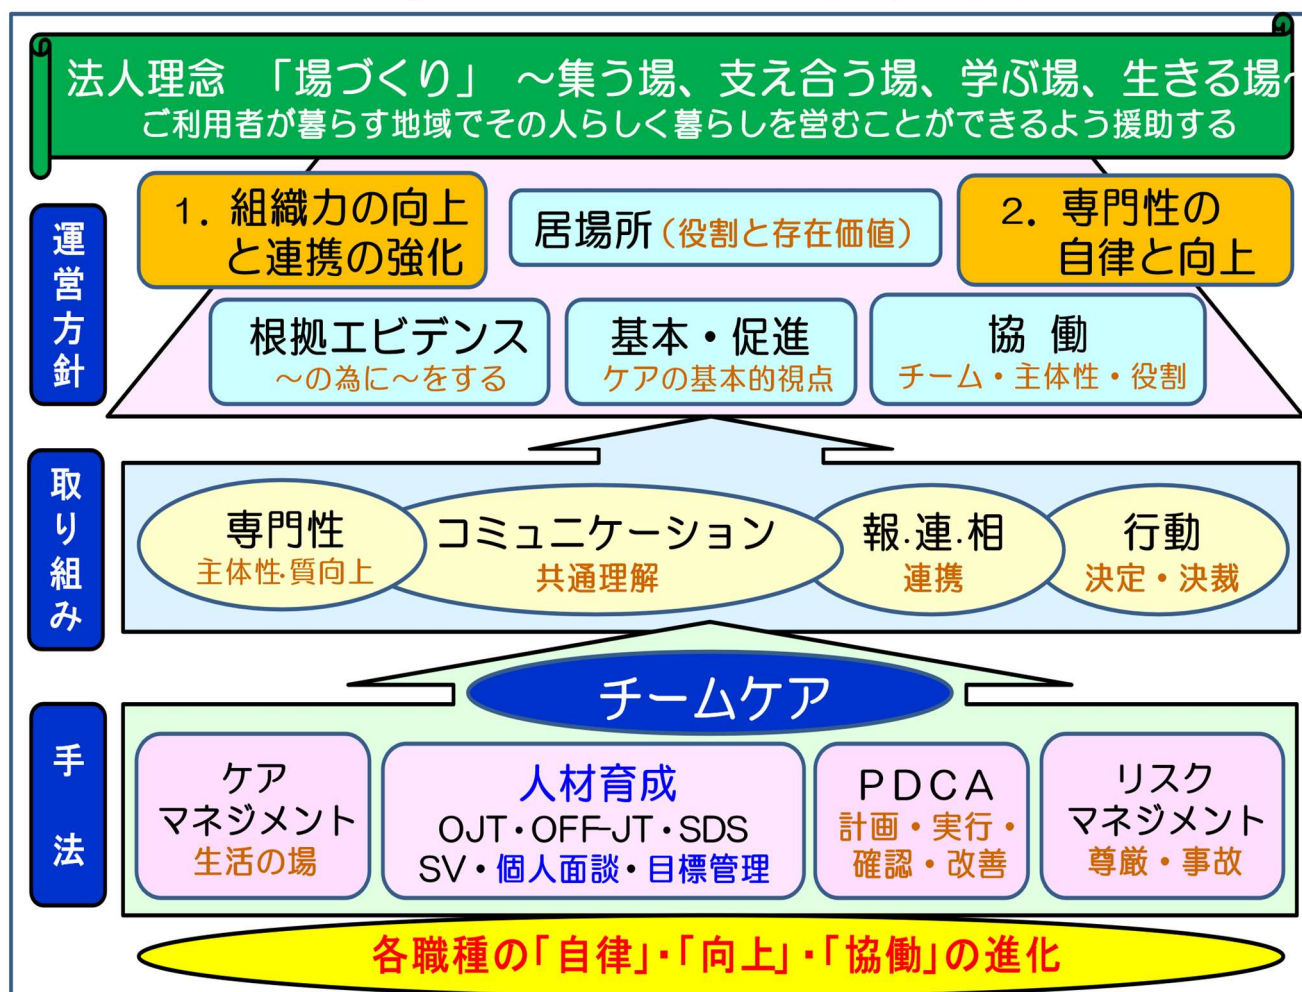 法人理念 「場づくり」 ～集う場、支え合う場、学ぶ場、生きる場～
ご利用者が暮らす地域でその人らしく暮らしを営むことができるよう援助する
運営方針
1．組織力の向上
と連携の強化
居場所（役割と存在価値）
2．専門性の
自律と向上
根拠エビデンス
～の為に～をする
基本・促進
ケアの基本的視点
協 働
チーム・主体性・役割
取り組み
専門性
主体性・質向上
コミュニケーション
共通理解
報.連.相
連携
行動
決定・決裁
チームケア
手法
ケア
マネジメント
生活の場
人材育成
OJT・OFF-JT・SDS
SV・個人面談・目標管理
PDCA
計画・実行・
確認・改善
リスク
マネジメント
尊厳・事故
各職種の「自律」・「向上」・「協働」の進化